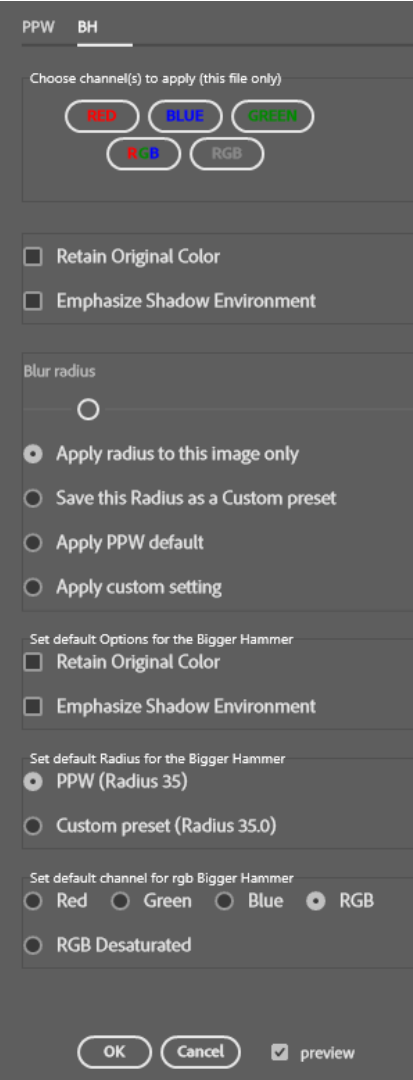 PPW BH
Choose channel(s) to apply (this file only)
RED BLUE GREEN
RGB RGB
Retain Original Color
Emphasize Shadow Environment
Blur radius
Apply radius to this image only
Save this Radius as a Custom preset
Apply PPW default
Apply custom setting
Set default Options for the Bigger Hammer
Retain Original Color
Emphasize Shadow Environment
Set default Radius for the Bigger Hammer
PPW (Radius 35)
Custom preset (Radius 35.0)
Set default channel for rgb Bigger Hammer
Red Green Blue RGB
RGB Desaturated
OK Cancel preview